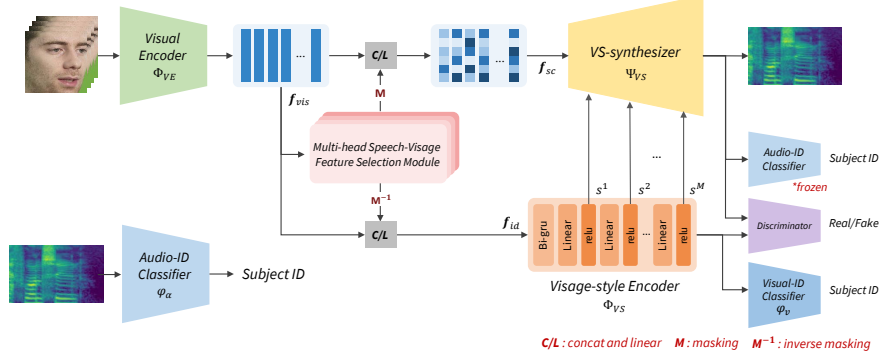 Visual
Encoder
Φ_VE
...
f_vis
C/L
M
Multi-head Speech-Visage
Feature Selection Module
M⁻¹
C/L
...
f_sc
VS-synthesizer
Ψ_VS
s¹
s²
...
s^M
f_id
Bi-gru
Linear
relu
Linear
relu
...
Linear
relu
Visage-style Encoder
Φ_VS
Audio-ID
Classifier
Subject ID
*frozen
Discriminator
Real/Fake
Visual-ID
Classifier
φ_v
Subject ID
Audio-ID
Classifier
φ_a
Subject ID
C/L : concat and linear M : masking M⁻¹ : inverse masking